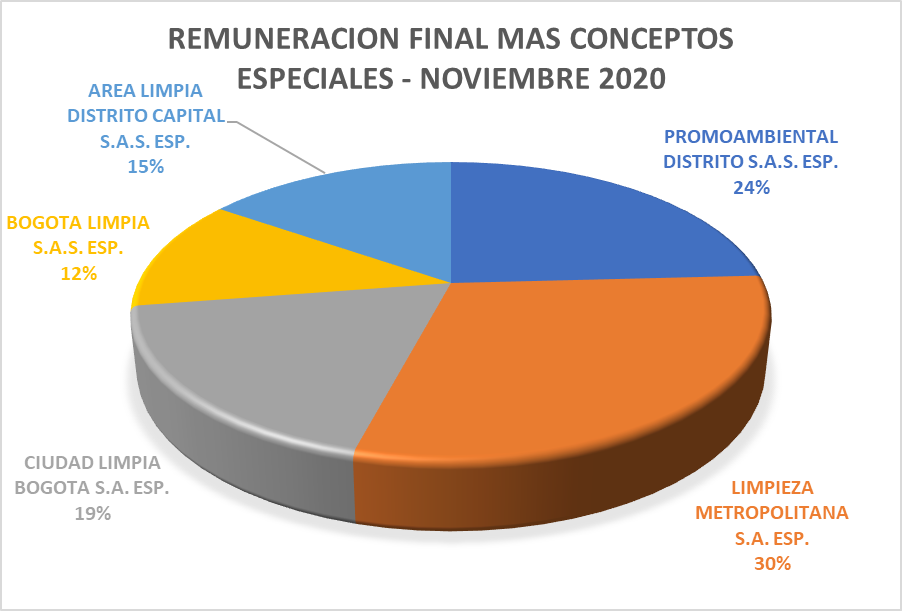 REMUNERACION FINAL MAS CONCEPTOS
ESPECIALES - NOVIEMBRE 2020
AREA LIMPIA
DISTRITO CAPITAL
S.A.S. ESP.
15%
PROMOAMBIENTAL
DISTRITO S.A.S. ESP.
24%
BOGOTA LIMPIA
S.A.S. ESP.
12%
CIUDAD LIMPIA
BOGOTA S.A. ESP.
19%
LIMPIEZA
METROPOLITANA
S.A. ESP.
30%